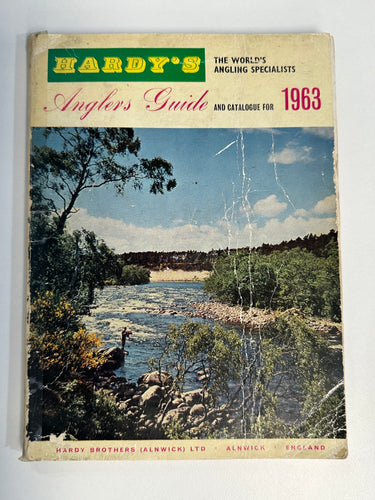 HARDY'S
THE WORLD'S
ANGLING SPECIALISTS
Anglers Guide AND CATALOGUE FOR 1963
HARDY BROTHERS (ALNWICK) LTD · ALNWICK · ENGLAND